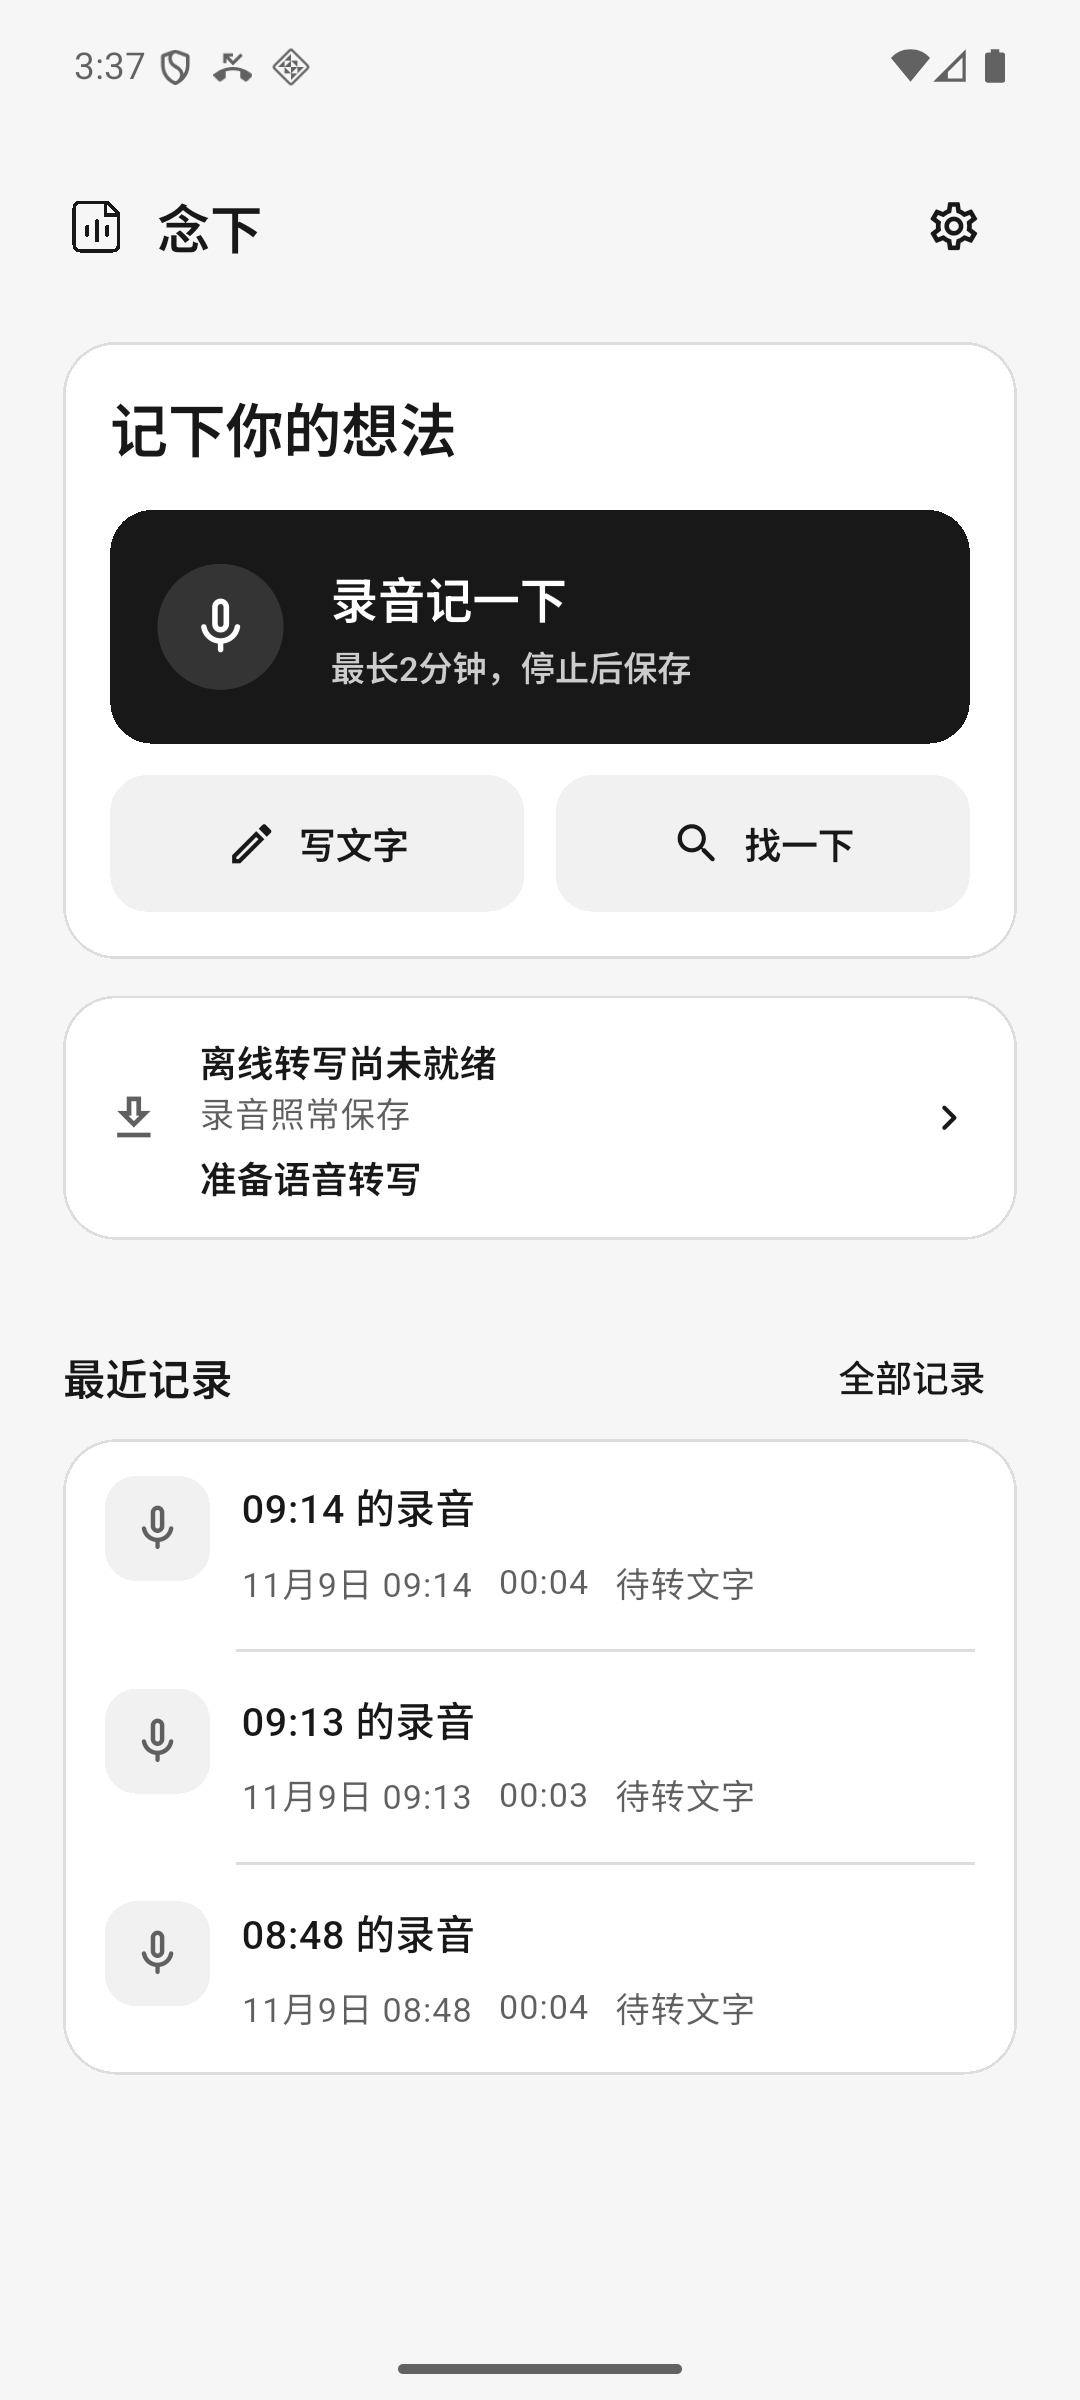 3:37
念下
记下你的想法
录音记一下
最长2分钟，停止后保存
写文字
找一下
离线转写尚未就绪
录音照常保存
准备语音转写
最近记录
全部记录
09:14 的录音
11月9日 09:14 00:04 待转文字
09:13 的录音
11月9日 09:13 00:03 待转文字
08:48 的录音
11月9日 08:48 00:04 待转文字